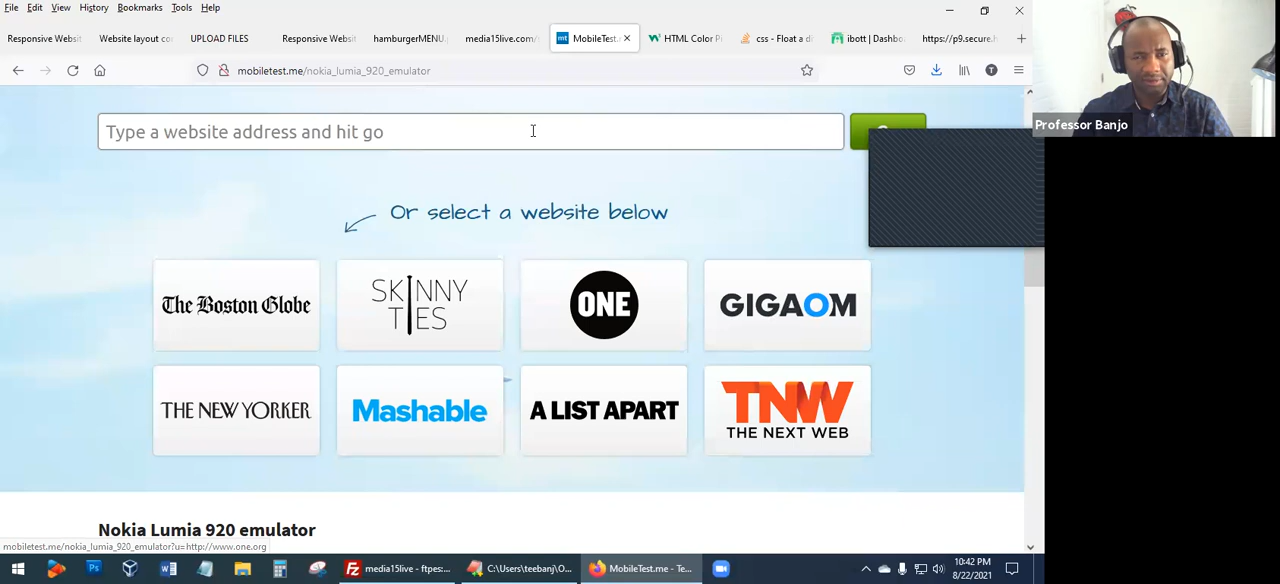 File Edit View History Bookmarks Tools Help
Responsive Websit Website layout co UPLOAD FILES Responsive Websit hamburgerMENU. media15live.com/ MobileTest. HTML Color Pi css - Float a di ibott | Dashb https://p9.secure.h
mobiletest.me/nokia_lumia_920_emulator
Professor Banjo
Type a website address and hit go
Or select a website below
The Boston Globe
SKINNY
TIES
ONE
GIGAOM
THE NEW YORKER
Mashable
A LIST APART
TNW
THE NEXT WEB
Nokia Lumia 920 emulator
mobiletest.me/nokia_lumia_920_emulator?u=http://www.one.org
media15live - ftpes:... C:\Users\teebanj\O... MobileTest.me - Te...
10:42 PM
8/22/2021